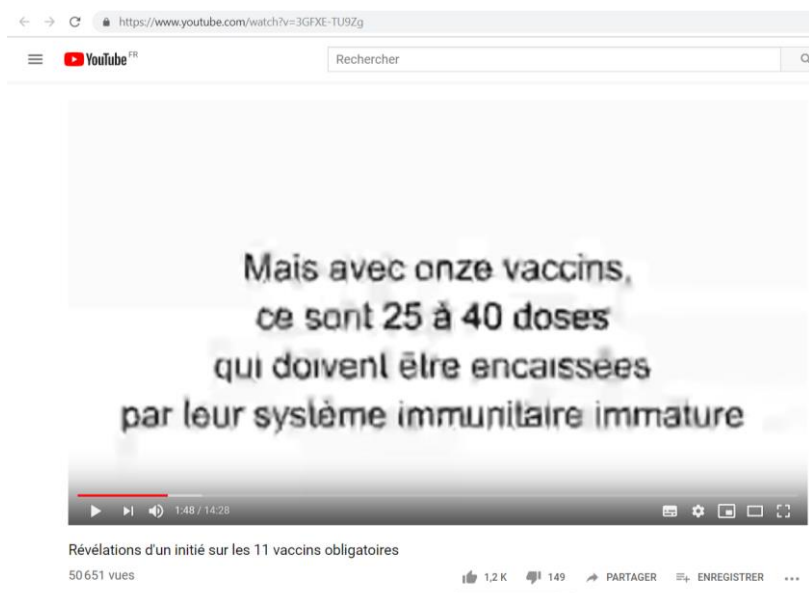 https://www.youtube.com/watch?v=3GFXE-TU9Zg
YouTube FR
Rechercher
Mais avec onze vaccins,
ce sont 25 à 40 doses
qui doivent être encaissées
par leur système immunitaire immature
1:48 / 14:28
Révélations d'un initié sur les 11 vaccins obligatoires
50 651 vues
1,2 K 149 PARTAGER ENREGISTRER